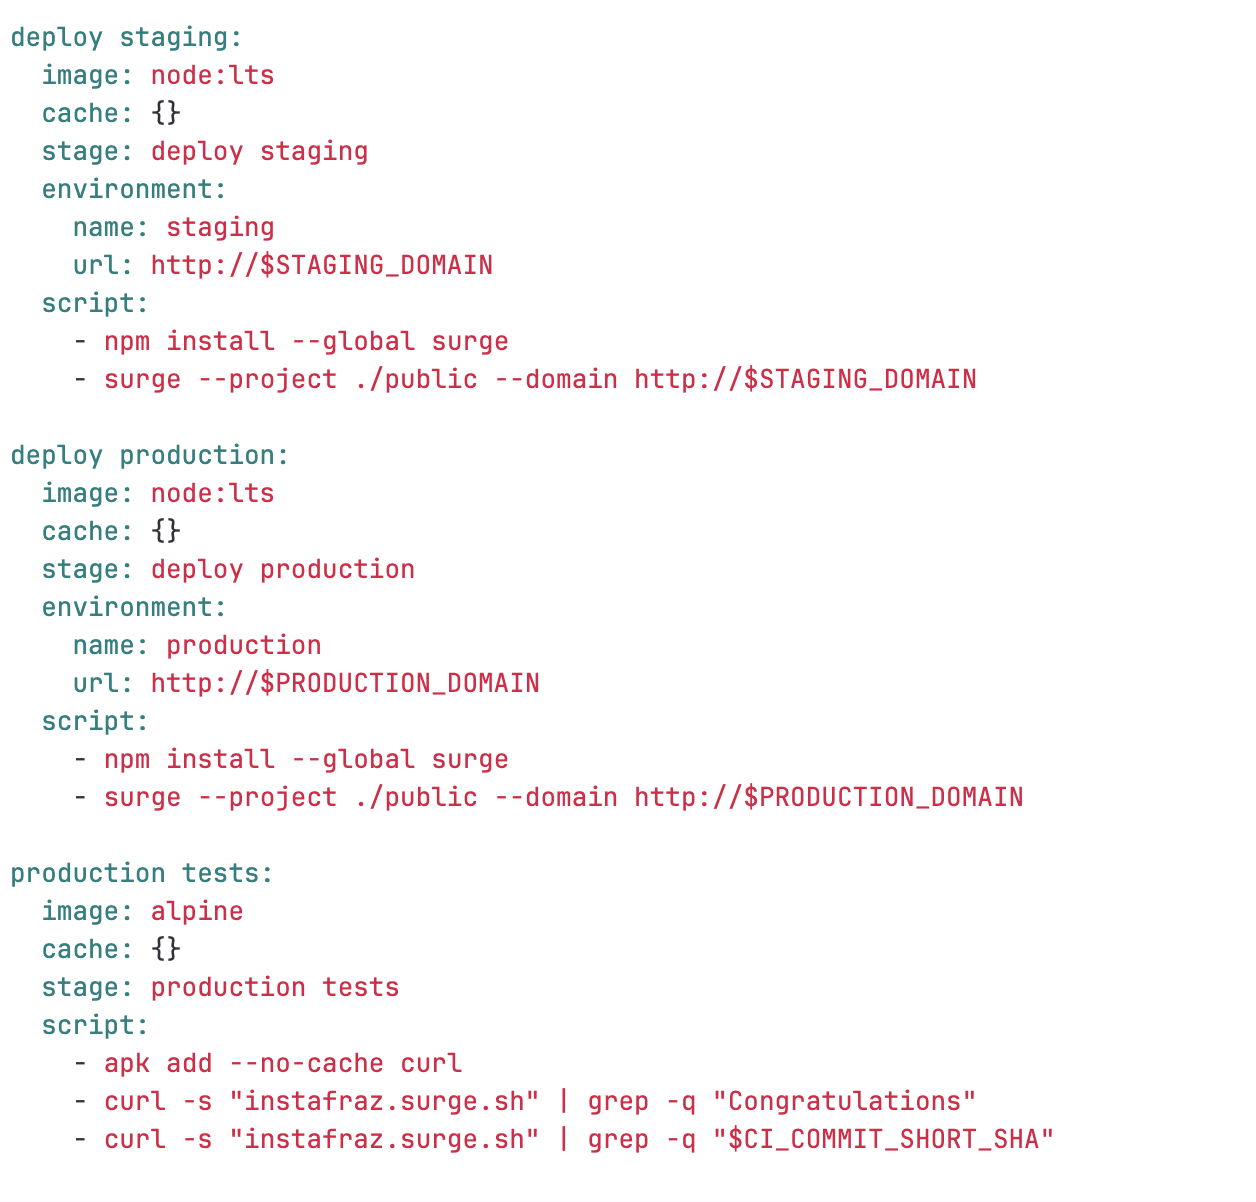 deploy staging:
  image: node:lts
  cache: {}
  stage: deploy staging
  environment:
    name: staging
    url: http://$STAGING_DOMAIN
  script:
    - npm install --global surge
    - surge --project ./public --domain http://$STAGING_DOMAIN

deploy production:
  image: node:lts
  cache: {}
  stage: deploy production
  environment:
    name: production
    url: http://$PRODUCTION_DOMAIN
  script:
    - npm install --global surge
    - surge --project ./public --domain http://$PRODUCTION_DOMAIN

production tests:
  image: alpine
  cache: {}
  stage: production tests
  script:
    - apk add --no-cache curl
    - curl -s "instafraz.surge.sh" | grep -q "Congratulations"
    - curl -s "instafraz.surge.sh" | grep -q "$CI_COMMIT_SHORT_SHA"